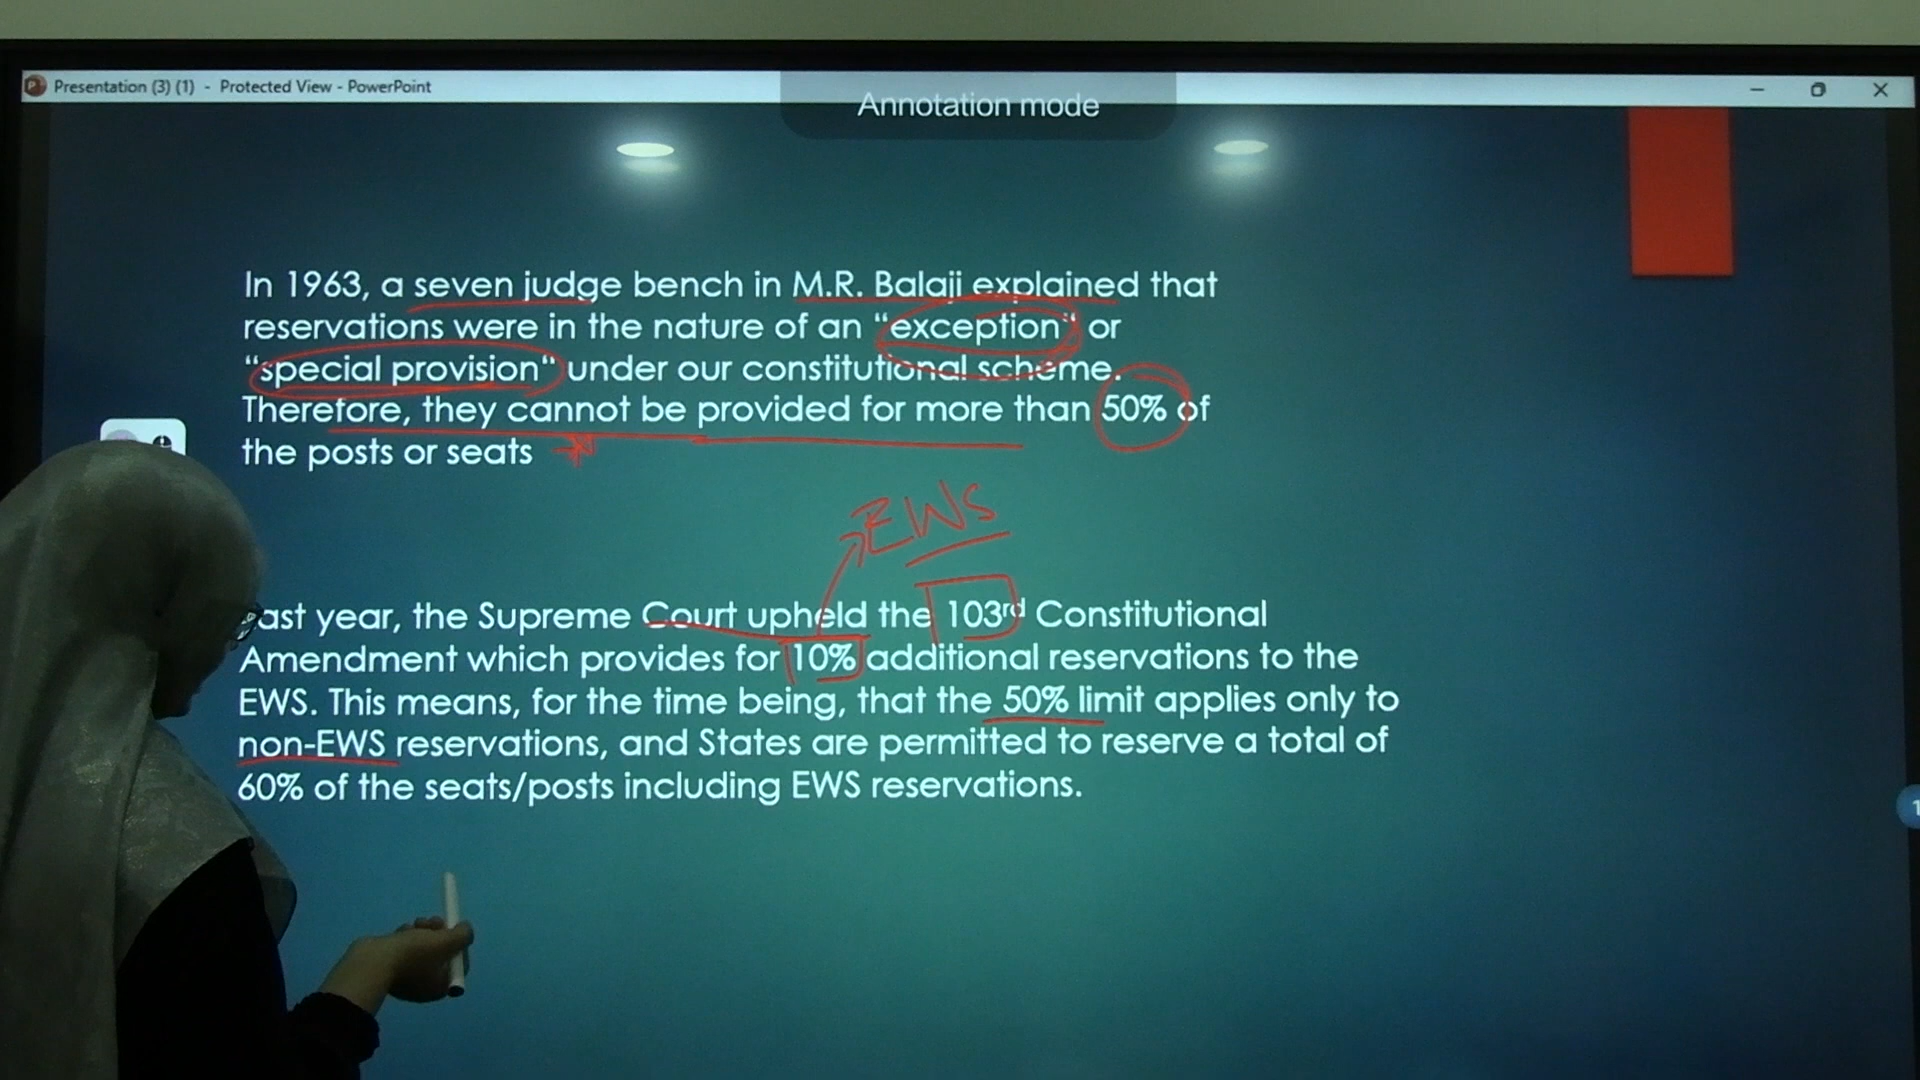 Presentation (3) (1) - Protected View - PowerPoint
Annotation mode
In 1963, a seven judge bench in M.R. Balaji explained that
reservations were in the nature of an “exception“ or
“special provision“ under our constitutional scheme.
Therefore, they cannot be provided for more than 50% of
the posts or seats
EWS
year, the Supreme Court upheld the 103rd Constitutional
Amendment which provides for 10% additional reservations to the
EWS. This means, for the time being, that the 50% limit applies only to
non-EWS reservations, and States are permitted to reserve a total of
60% of the seats/posts including EWS reservations.